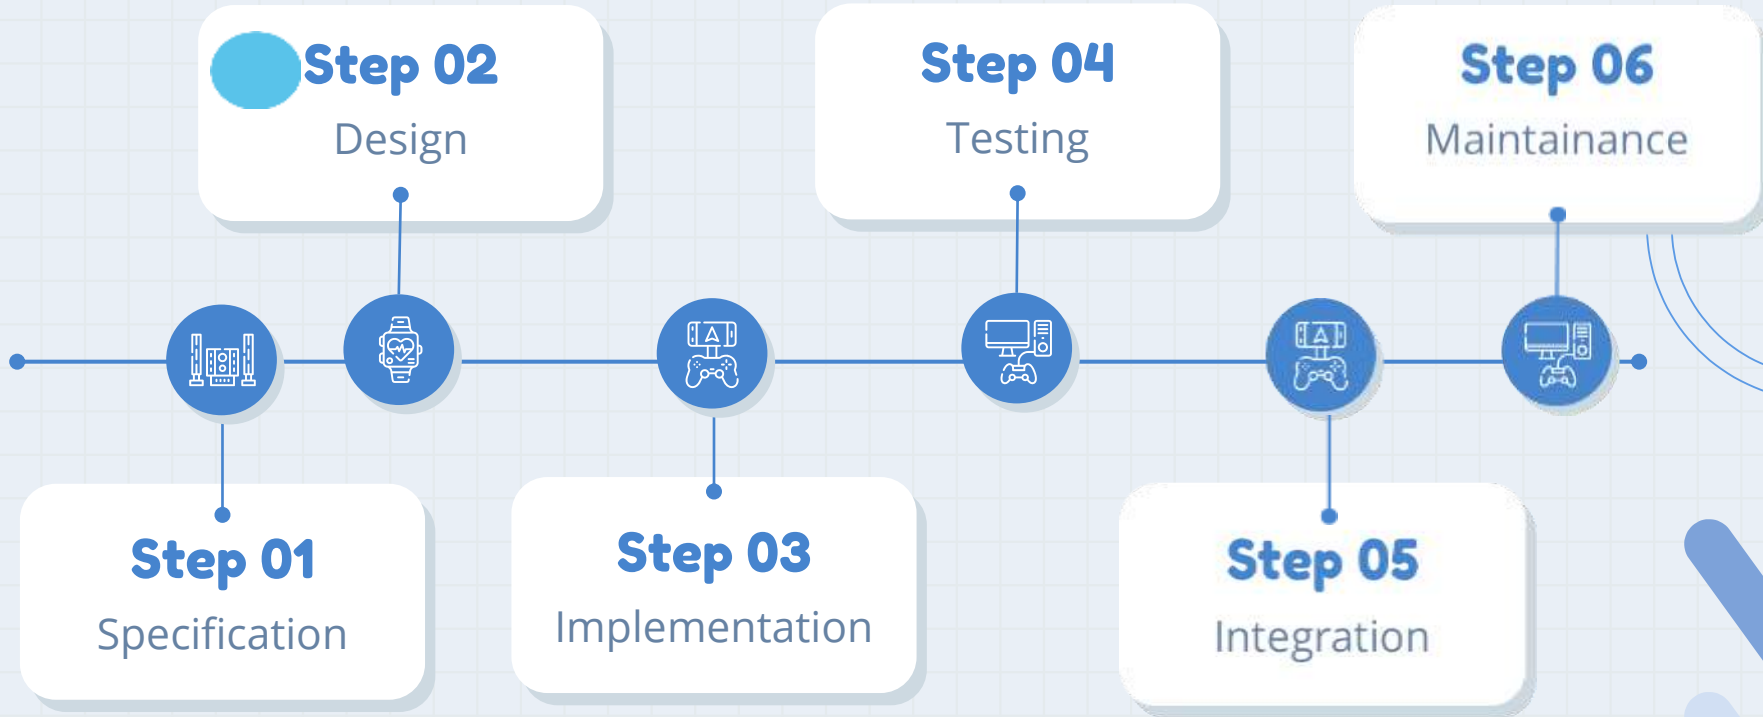 Step 02
Design
Step 04
Testing
Step 06
Maintainance
Step 01
Specification
Step 03
Implementation
Step 05
Integration